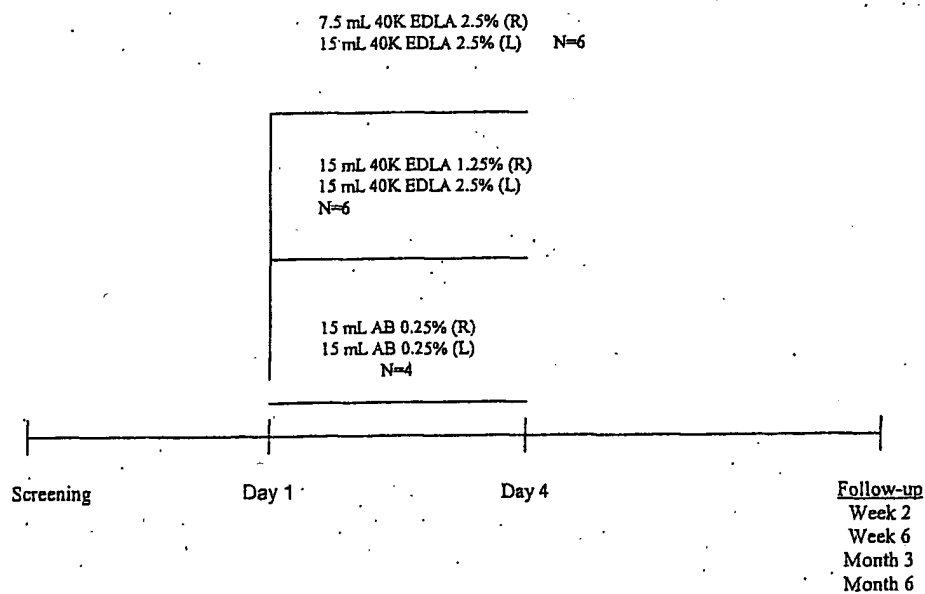 7.5 mL 40K EDLA 2.5% (R)
15 mL 40K EDLA 2.5% (L) N=6
15 mL 40K EDLA 1.25% (R)
15 mL 40K EDLA 2.5% (L)
N=6
15 mL AB 0.25% (R)
15 mL AB 0.25% (L)
N=4
Screening Day 1 Day 4 Follow-up
Week 2
Week 6
Month 3
Month 6